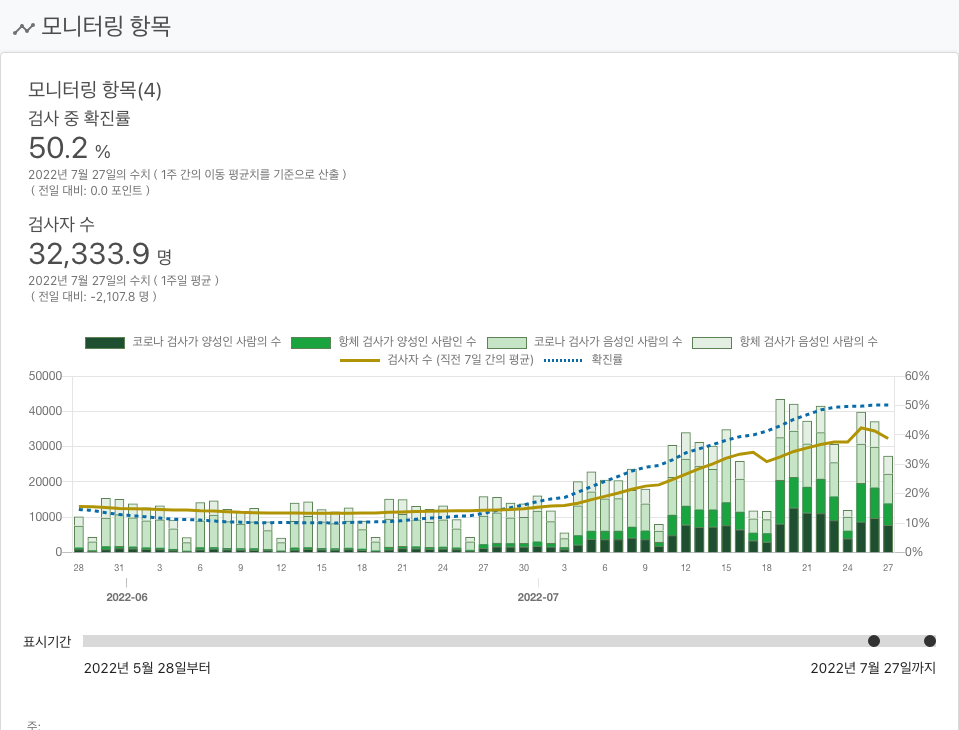 모니터링 항목
모니터링 항목(4)
검사 중 확진률
50.2 %
2022년 7월 27일의 수치 ( 1주 간의 이동 평균치를 기준으로 산출 )
( 전일 대비: 0.0 포인트 )
검사자 수
32,333.9 명
2022년 7월 27일의 수치 ( 1주일 평균 )
( 전일 대비: -2,107.8 명 )
코로나 검사가 양성인 사람의 수 항체 검사가 양성인 사람인 수 코로나 검사가 음성인 사람의 수 항체 검사가 음성인 사람의 수
검사자 수 (직전 7일 간의 평균) 확진률
50000 60%
40000 50%
30000 40%
20000 30%
10000 20%
0 10%
0%
28 31 3 6 9 12 15 18 21 24 27 30 3 6 9 12 15 18 21 24 27
2022-06 2022-07
표시기간
2022년 5월 28일부터 2022년 7월 27일까지
주: